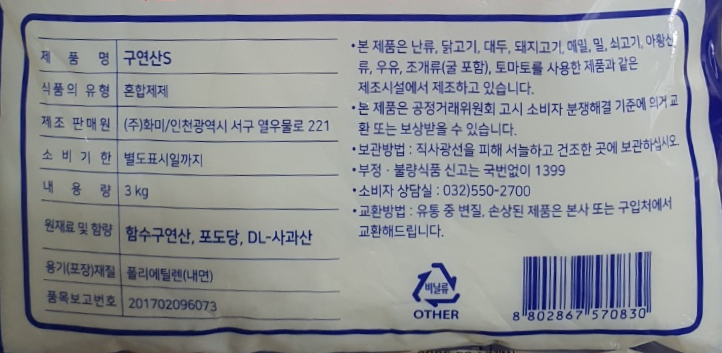 제 품 명 구연산S
식품의 유형 혼합제제
제조 판매원 (주)화미/인천광역시 서구 열우물로 221
소 비 기 한 별도표시일까지
내 용 량 3 kg
원재료 및 함량 함수구연산, 포도당, DL-사과산
용기(포장)재질 폴리에틸렌(내면)
품목보고번호 201702096073
•본 제품은 난류, 닭고기, 대두, 돼지고기, 메밀, 밀, 쇠고기, 아황산
류, 우유, 조개류(굴 포함), 토마토를 사용한 제품과 같은
제조시설에서 제조하고 있습니다.
•본 제품은 공정거래위원회 고시 소비자 분쟁해결 기준에 의거 교
환 또는 보상받을 수 있습니다.
•보관방법 : 직사광선을 피해 서늘하고 건조한 곳에 보관하십시오.
•부정·불량식품 신고는 국번없이 1399
•소비자 상담실 : 032)550-2700
•교환방법 : 유통 중 변질, 손상된 제품은 본사 또는 구입처에서
교환해드립니다.
비닐류
OTHER
8 802867 570830